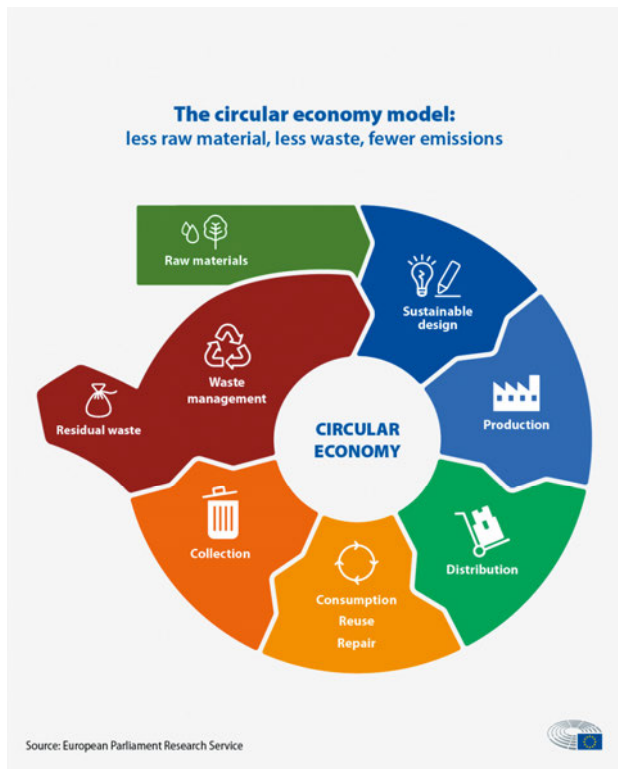 The circular economy model:
less raw material, less waste, fewer emissions
Raw materials
Sustainable
design
Waste
management
Residual waste
CIRCULAR
ECONOMY
Production
Collection
Distribution
Consumption
Reuse
Repair
Source: European Parliament Research Service